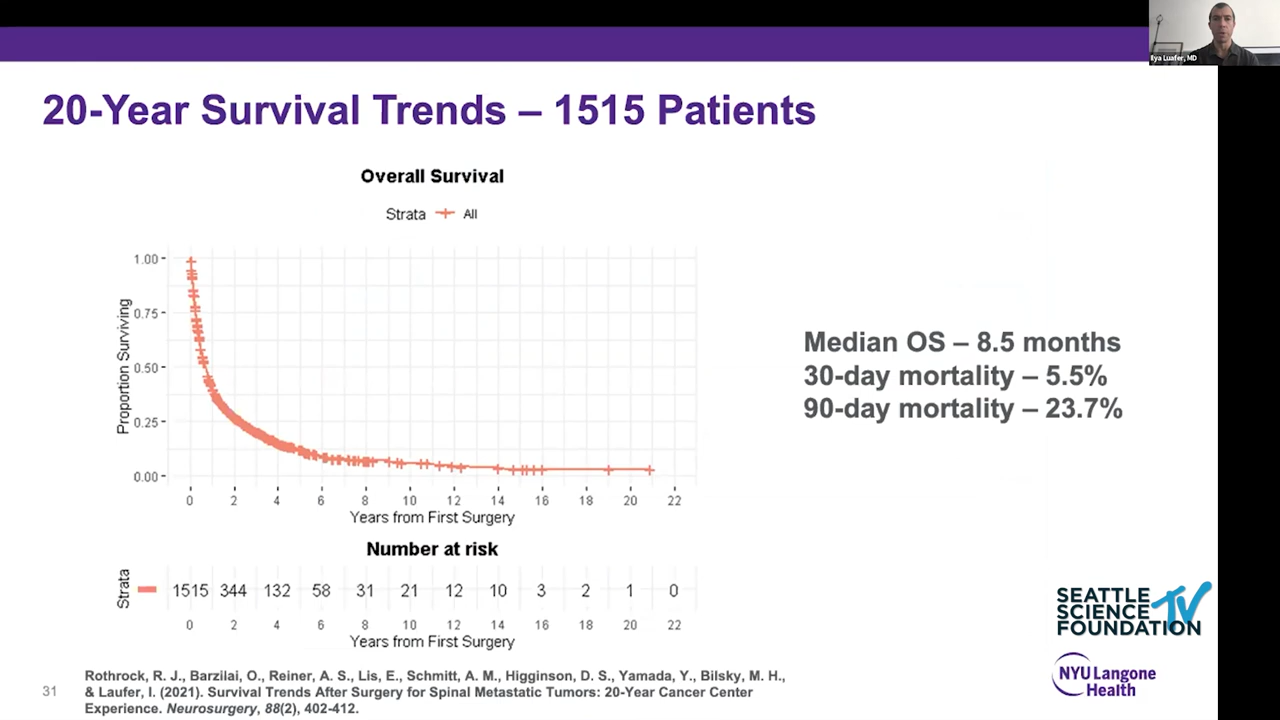 Ilya Laufer, MD
20-Year Survival Trends – 1515 Patients
Overall Survival
Strata All
Proportion Surviving
1.00
0.75
0.50
0.25
0.00
0 2 4 6 8 10 12 14 16 18 20 22
Years from First Surgery
Median OS – 8.5 months
30-day mortality – 5.5%
90-day mortality – 23.7%
Number at risk
Strata
1515 344 132 58 31 21 12 10 3 2 1 0
0 2 4 6 8 10 12 14 16 18 20 22
Years from First Surgery
SEATTLE
SCIENCE TV
FOUNDATION
NYU Langone
Health
31
Rothrock, R. J., Barzilai, O., Reiner, A. S., Lis, E., Schmitt, A. M., Higginson, D. S., Yamada, Y., Bilsky, M. H.,
& Laufer, I. (2021). Survival Trends After Surgery for Spinal Metastatic Tumors: 20-Year Cancer Center
Experience. Neurosurgery, 88(2), 402-412.